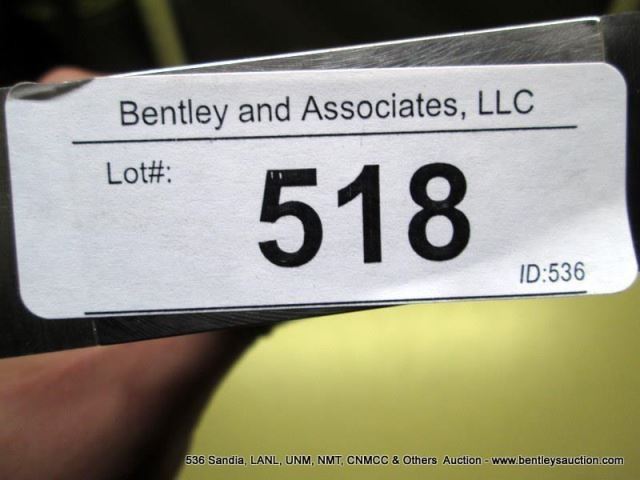 Bentley and Associates, LLC
Lot#:
518
ID:536
536 Sandia, LANL, UNM, NMT, CNMCC & Others  Auction - www.bentleysauction.com